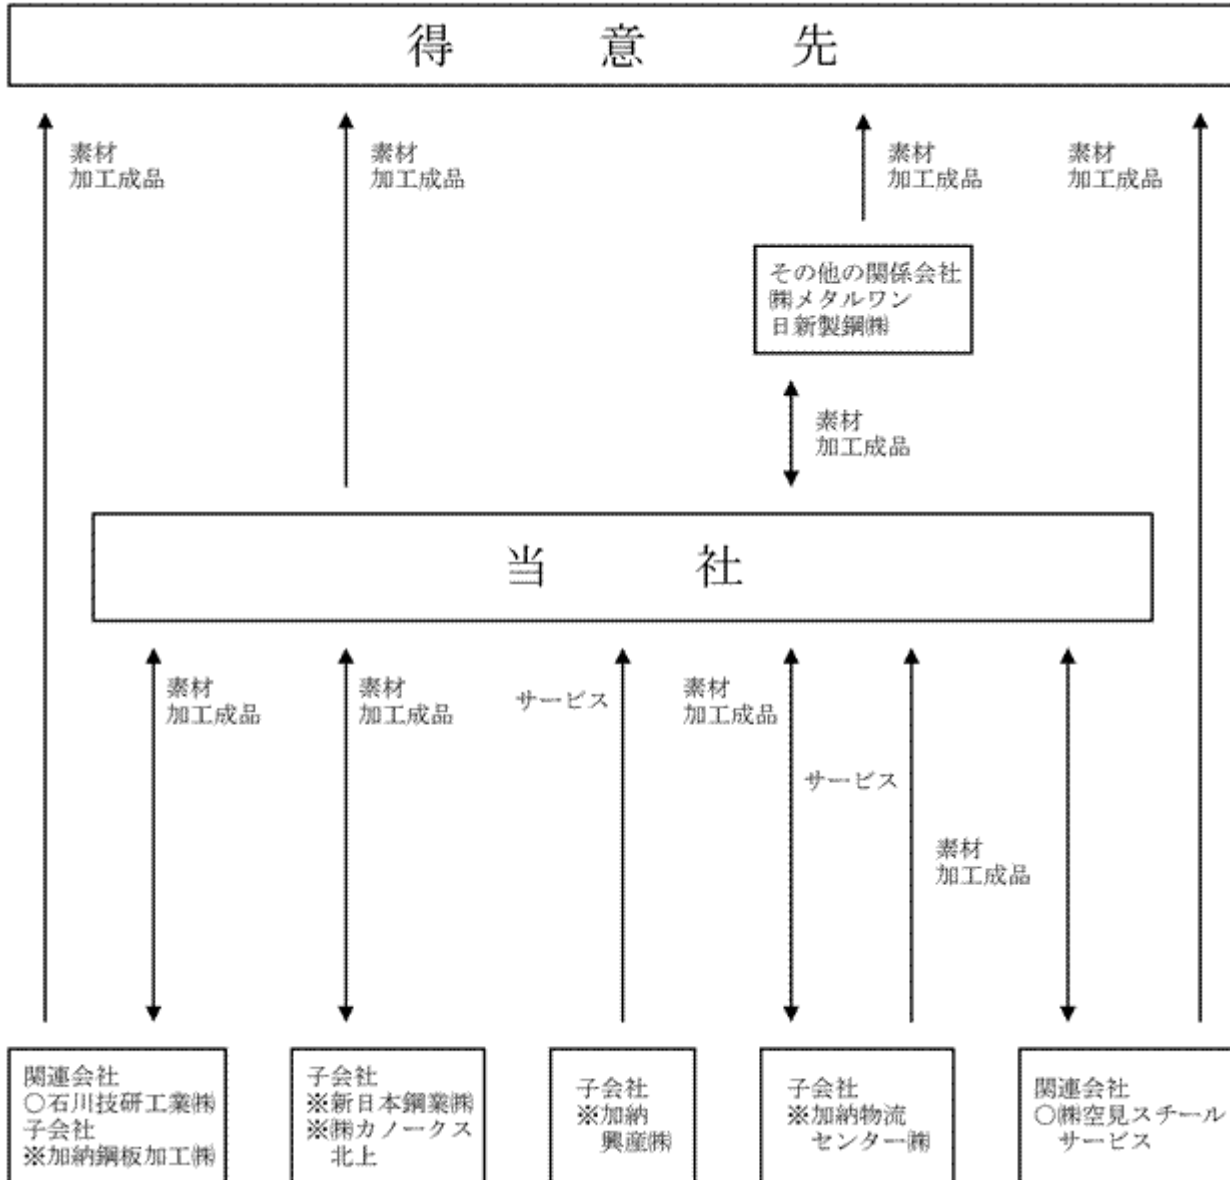 得意先
素材
加工成品
素材
加工成品
素材
加工成品
素材
加工成品
その他の関係会社
㈱メタルワン
日新製鋼㈱
素材
加工成品
当社
素材
加工成品
素材
加工成品
サービス
素材
加工成品
サービス
素材
加工成品
関連会社
○石川技研工業㈱
子会社
※加納鋼板加工㈱
子会社
※新日本鋼業㈱
※㈱カノークス
北上
子会社
※加納
興産㈱
子会社
※加納物流
センター㈱
関連会社
○㈱空見スチール
サービス